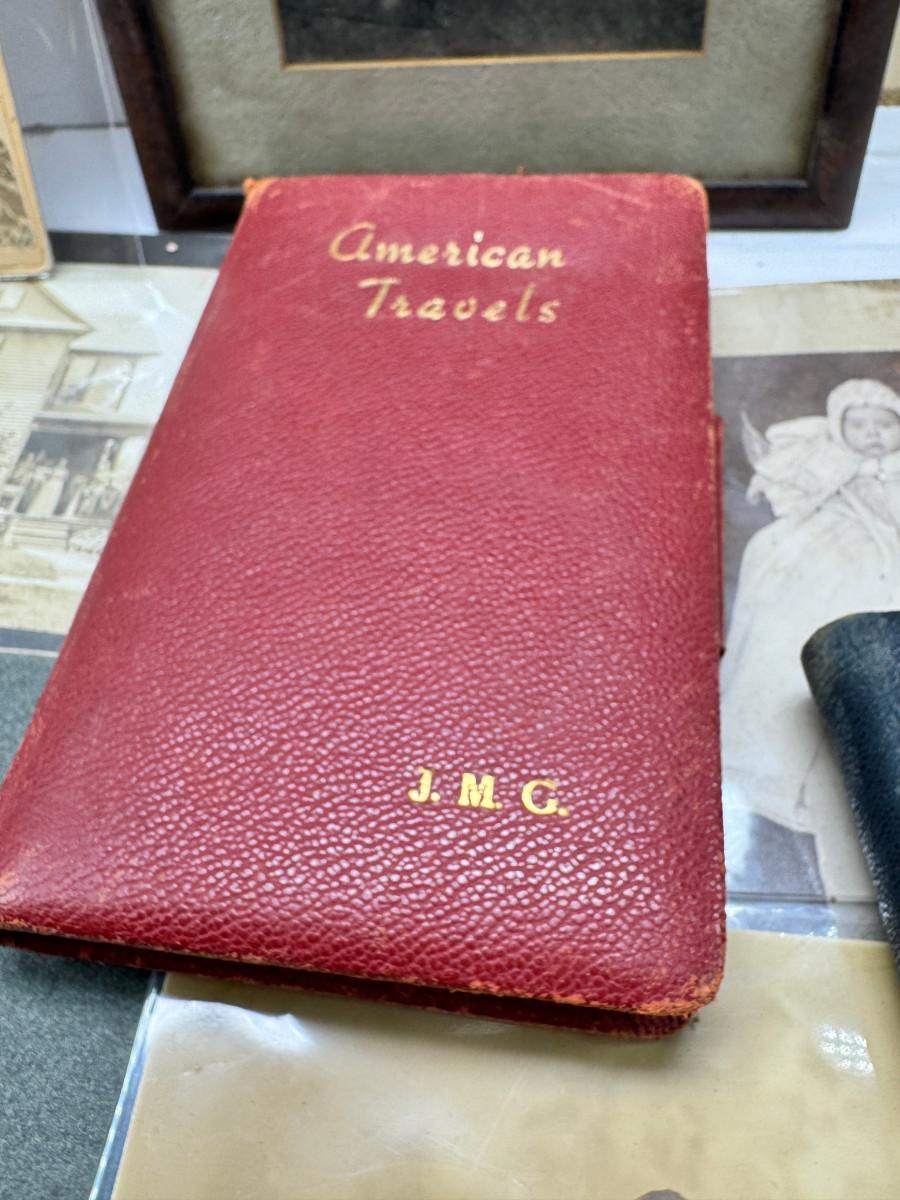 American
Travels
J. M. G.